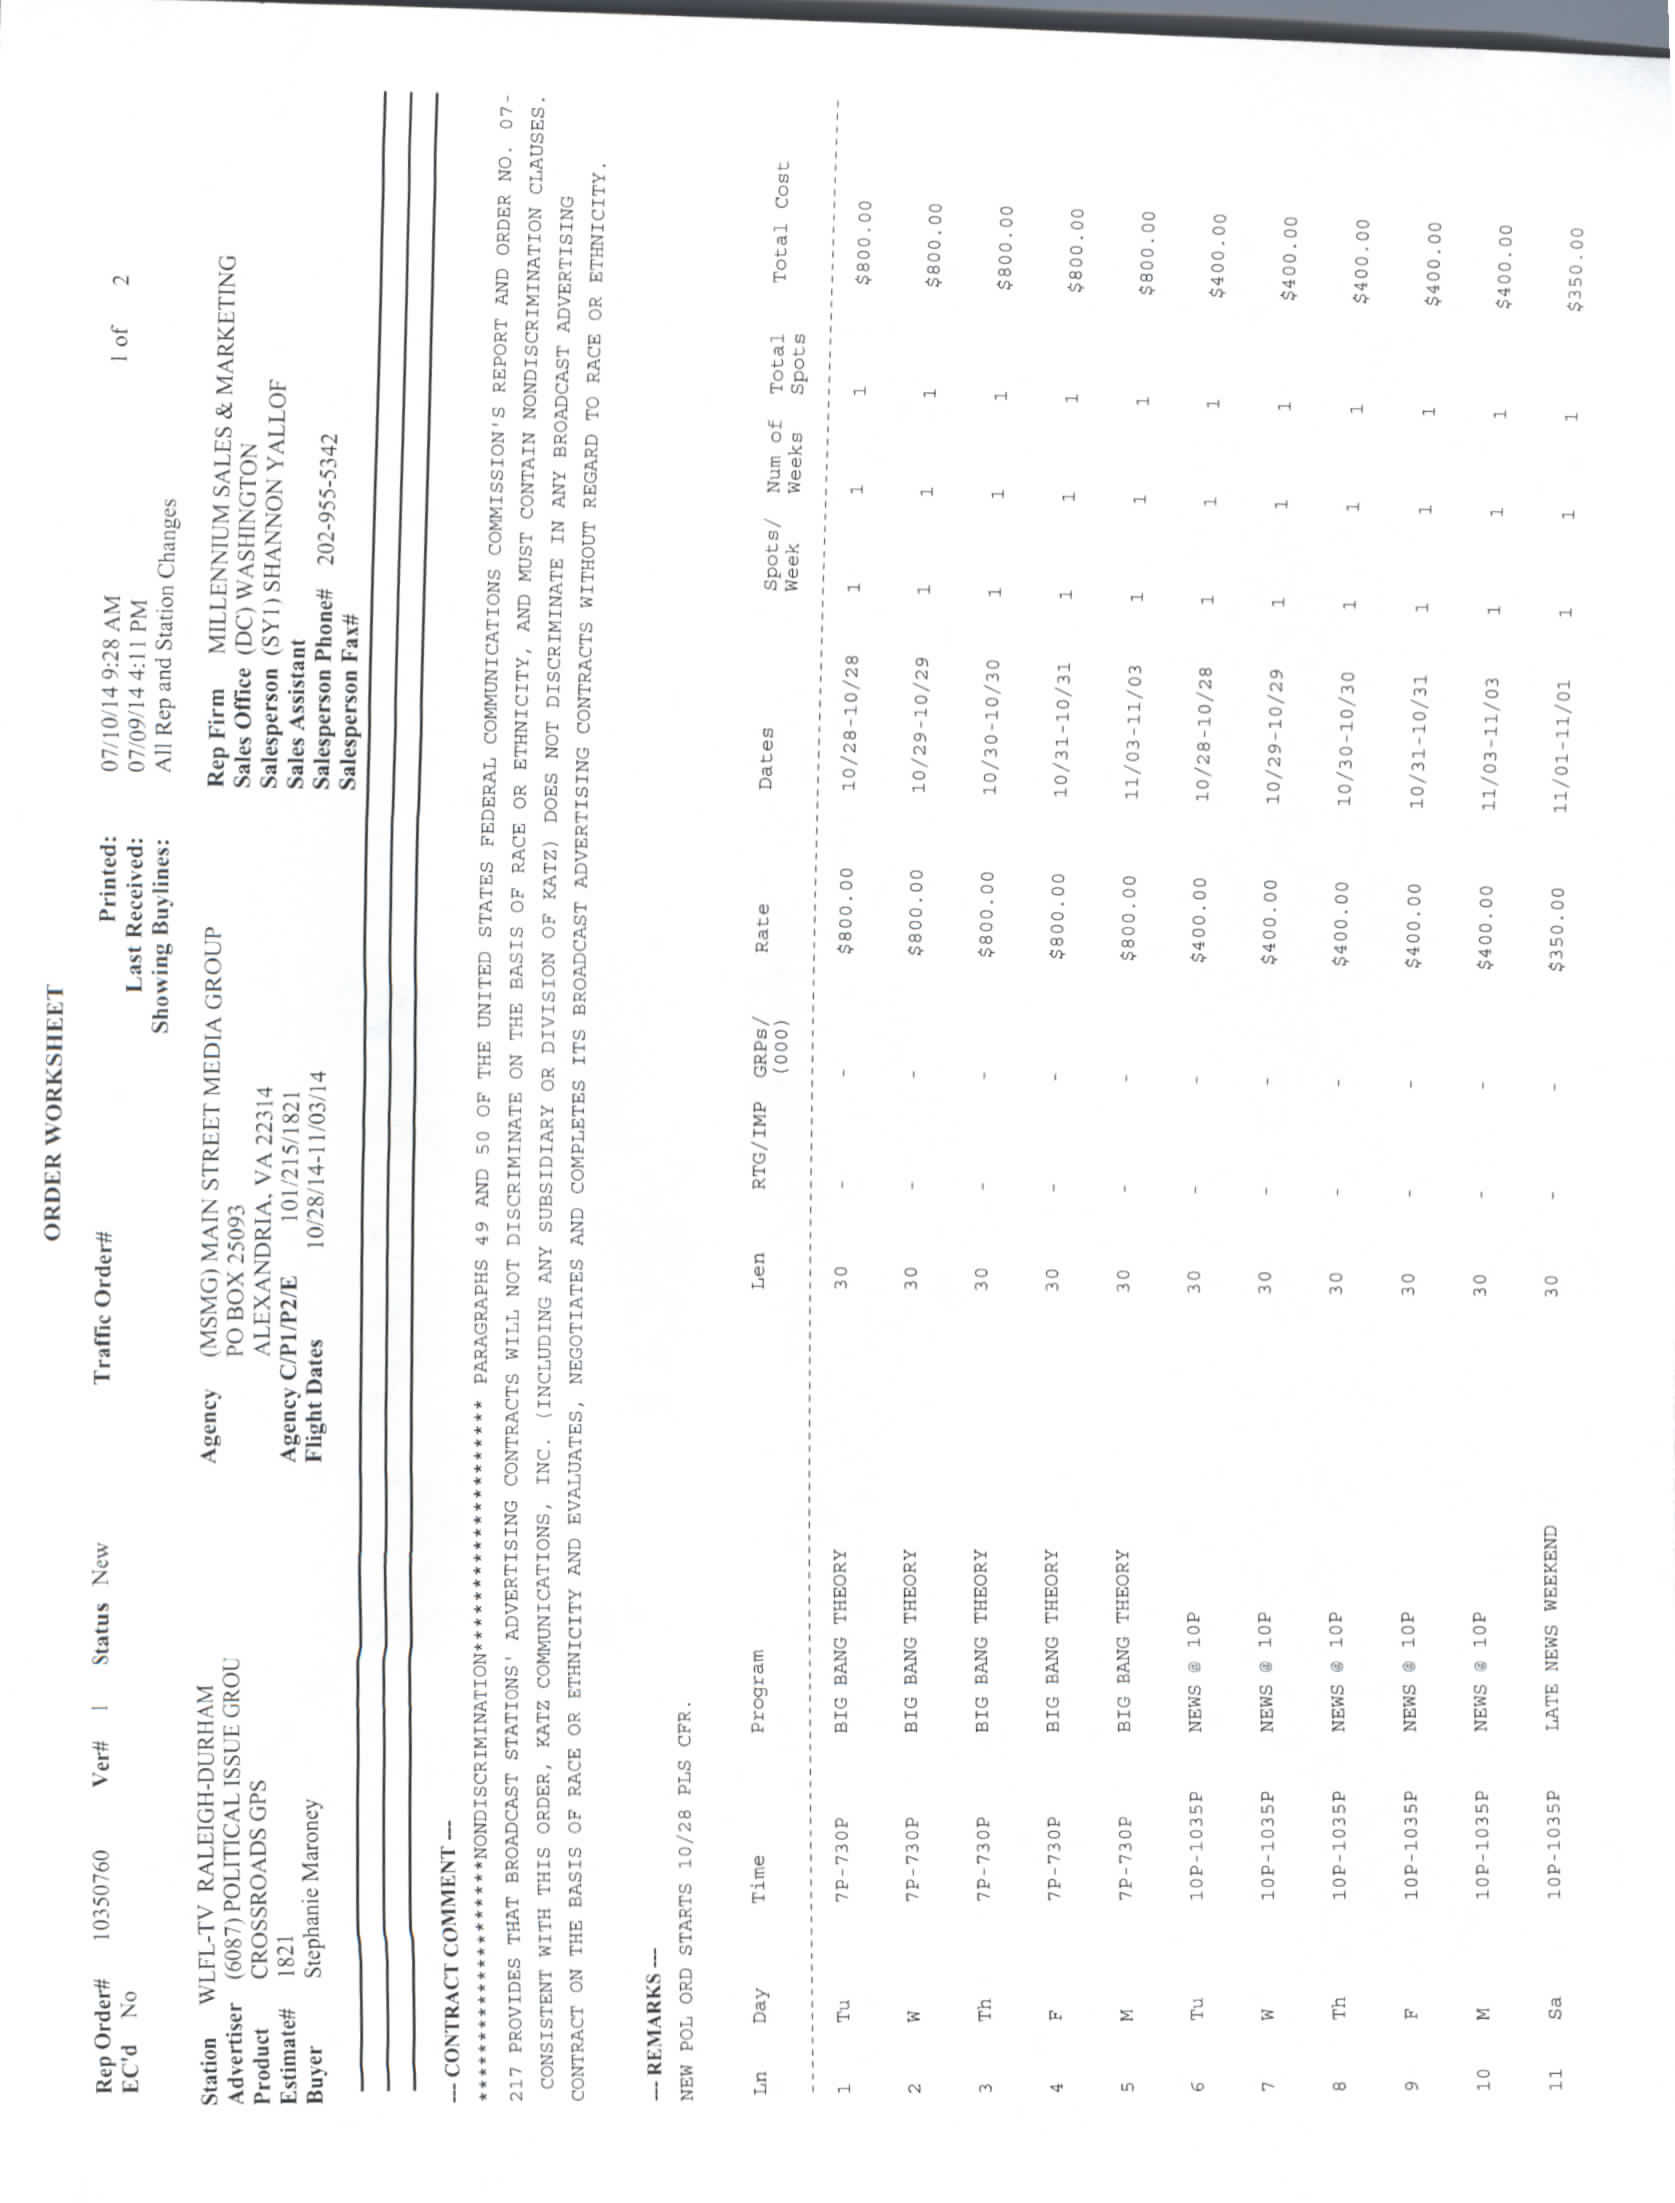 ORDER WORKSHEET
Rep Order# 10350760 Ver# 1 Status New Traffic Order# Printed: 07/10/14 9:28 AM 1 of 2
EC'd No Last Received: 07/09/14 4:11 PM
Showing Buylines: All Rep and Station Changes
Station WLFL-TV RALEIGH-DURHAM Agency (MSMG) MAIN STREET MEDIA GROUP Rep Firm MILLENNIUM SALES & MARKETING
Advertiser (6087) POLITICAL ISSUE GROU PO BOX 25093 Sales Office (DC) WASHINGTON
Product CROSSROADS GPS ALEXANDRIA, VA 22314 Salesperson (SY1) SHANNON YALLOF
Estimate# 1821 Agency C/P1/P2/E 101/215/1821 Sales Assistant
Buyer Stephanie Maroney Flight Dates 10/28/14-11/03/14 Salesperson Phone# 202-955-5342
Salesperson Fax#
--- CONTRACT COMMENT ---
********************NONDISCRIMINATION********************** PARAGRAPHS 49 AND 50 OF THE UNITED STATES FEDERAL COMMUNICATIONS COMMISSION'S REPORT AND ORDER NO. 07-
217 PROVIDES THAT BROADCAST STATIONS' ADVERTISING CONTRACTS WILL NOT DISCRIMINATE ON THE BASIS OF RACE OR ETHNICITY, AND MUST CONTAIN NONDISCRIMINATION CLAUSES.
CONSISTENT WITH THIS ORDER, KATZ COMMUNICATIONS, INC. (INCLUDING ANY SUBSIDIARY OR DIVISION OF KATZ) DOES NOT DISCRIMINATE IN ANY BROADCAST ADVERTISING
CONTRACT ON THE BASIS OF RACE OR ETHNICITY AND EVALUATES, NEGOTIATES AND COMPLETES ITS BROADCAST ADVERTISING CONTRACTS WITHOUT REGARD TO RACE OR ETHNICITY.
--- REMARKS ---
NEW POL ORD STARTS 10/28 PLS CFR.
Ln Day Time Program Len RTG/IMP GRPs/ Rate Dates Spots/ Num of Total Total Cost
(000) Week Weeks Spots
1 Tu 7P-730P BIG BANG THEORY 30 - - $800.00 10/28-10/28 1 1 1 $800.00
2 W 7P-730P BIG BANG THEORY 30 - - $800.00 10/29-10/29 1 1 1 $800.00
3 Th 7P-730P BIG BANG THEORY 30 - - $800.00 10/30-10/30 1 1 1 $800.00
4 F 7P-730P BIG BANG THEORY 30 - - $800.00 10/31-10/31 1 1 1 $800.00
5 M 7P-730P BIG BANG THEORY 30 - - $800.00 11/03-11/03 1 1 1 $800.00
6 Tu 10P-1035P NEWS @ 10P 30 - - $400.00 10/28-10/28 1 1 1 $400.00
7 W 10P-1035P NEWS @ 10P 30 - - $400.00 10/29-10/29 1 1 1 $400.00
8 Th 10P-1035P NEWS @ 10P 30 - - $400.00 10/30-10/30 1 1 1 $400.00
9 F 10P-1035P NEWS @ 10P 30 - - $400.00 10/31-10/31 1 1 1 $400.00
10 M 10P-1035P NEWS @ 10P 30 - - $400.00 11/03-11/03 1 1 1 $400.00
11 Sa 10P-1035P LATE NEWS WEEKEND 30 - - $350.00 11/01-11/01 1 1 1 $350.00